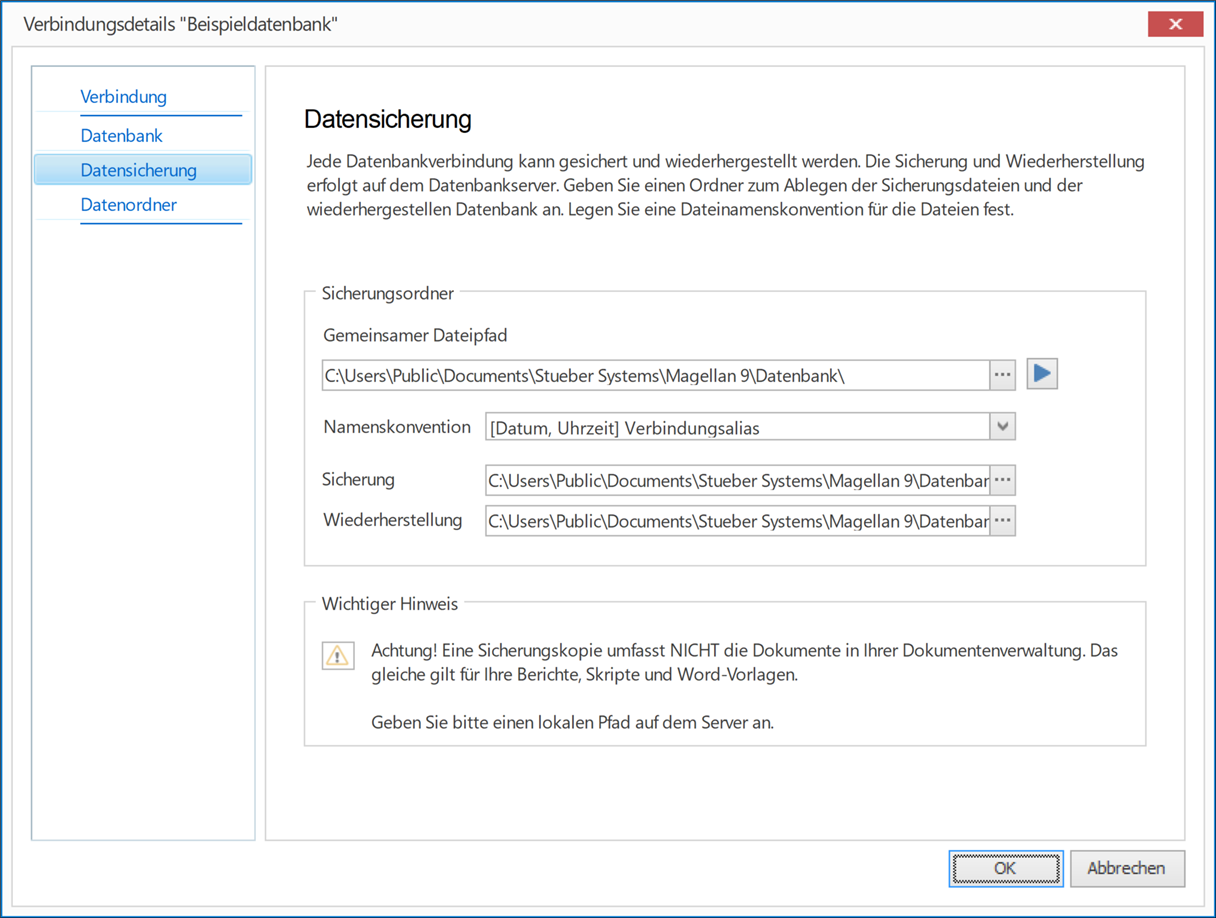 Verbindungsdetails "Beispieldatenbank"
Verbindung
Datenbank
Datensicherung
Datenordner
Datensicherung
Jede Datenbankverbindung kann gesichert und wiederhergestellt werden. Die Sicherung und Wiederherstellung
erfolgt auf dem Datenbankserver. Geben Sie einen Ordner zum Ablegen der Sicherungsdateien und der
wiederhergestellen Datenbank an. Legen Sie eine Dateinamenskonvention für die Dateien fest.
Sicherungsordner
Gemeinsamer Dateipfad
C:\Users\Public\Documents\Stueber Systems\Magellan 9\Datenbank\
Namenskonvention [Datum, Uhrzeit] Verbindungsalias
Sicherung C:\Users\Public\Documents\Stueber Systems\Magellan 9\Datenbar
Wiederherstellung C:\Users\Public\Documents\Stueber Systems\Magellan 9\Datenbar
Wichtiger Hinweis
Achtung! Eine Sicherungskopie umfasst NICHT die Dokumente in Ihrer Dokumentenverwaltung. Das
gleiche gilt für Ihre Berichte, Skripte und Word-Vorlagen.
Geben Sie bitte einen lokalen Pfad auf dem Server an.
OK Abbrechen